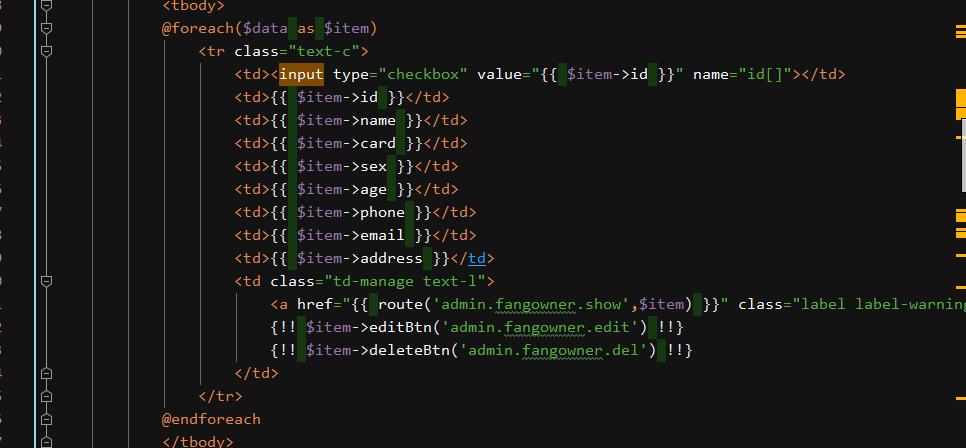 <tbody>
@foreach($data as $item)
<tr class="text-c">
<td><input type="checkbox" value="{{ $item->id }}" name="id[]"></td>
<td>{{ $item->id }}</td>
<td>{{ $item->name }}</td>
<td>{{ $item->card }}</td>
<td>{{ $item->sex }}</td>
<td>{{ $item->age }}</td>
<td>{{ $item->phone }}</td>
<td>{{ $item->email }}</td>
<td>{{ $item->address }}</td>
<td class="td-manage text-l">
<a href="{{ route('admin.fangowner.show',$item) }}" class="label label-warning
{!! $item->editBtn('admin.fangowner.edit') !!}
{!! $item->deleteBtn('admin.fangowner.del') !!}
</td>
</tr>
@endforeach
</tbody>